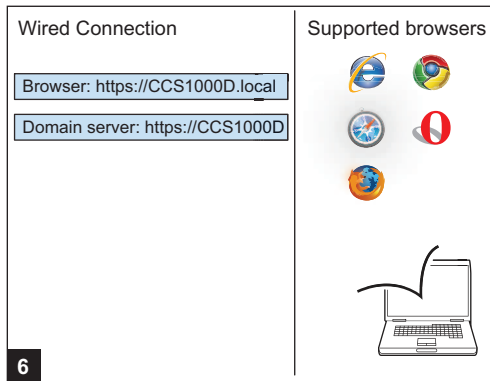 Wired Connection
Browser: https://CCS1000D.local
Domain server: https://CCS1000D
Supported browsers
6